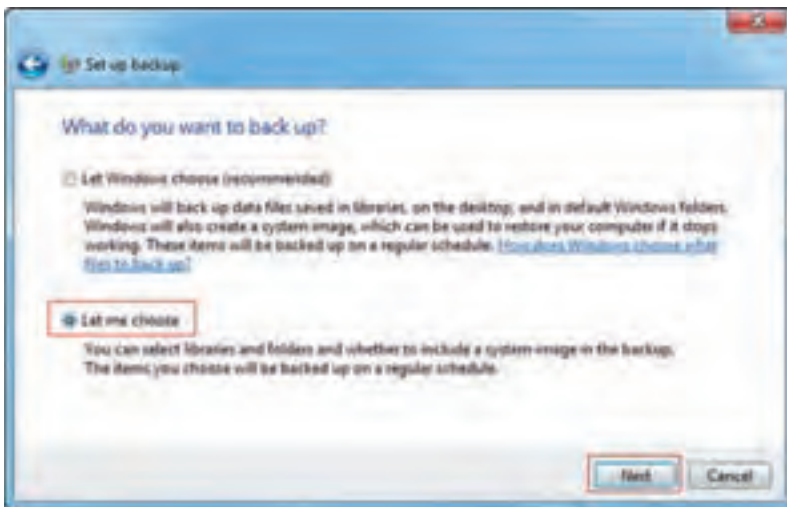 Set up backup
What do you want to back up?
Let Windows choose (recommended)
Windows will back up data files saved in libraries, on the desktop, and in default Windows folders.
Windows will also create a system image, which can be used to restore your computer if it stops
working. These items will be backed up on a regular schedule. How does Windows choose what
files to back up?
Let me choose
You can select libraries and folders and whether to include a system image in the backup.
The items you choose will be backed up on a regular schedule.
Next Cancel